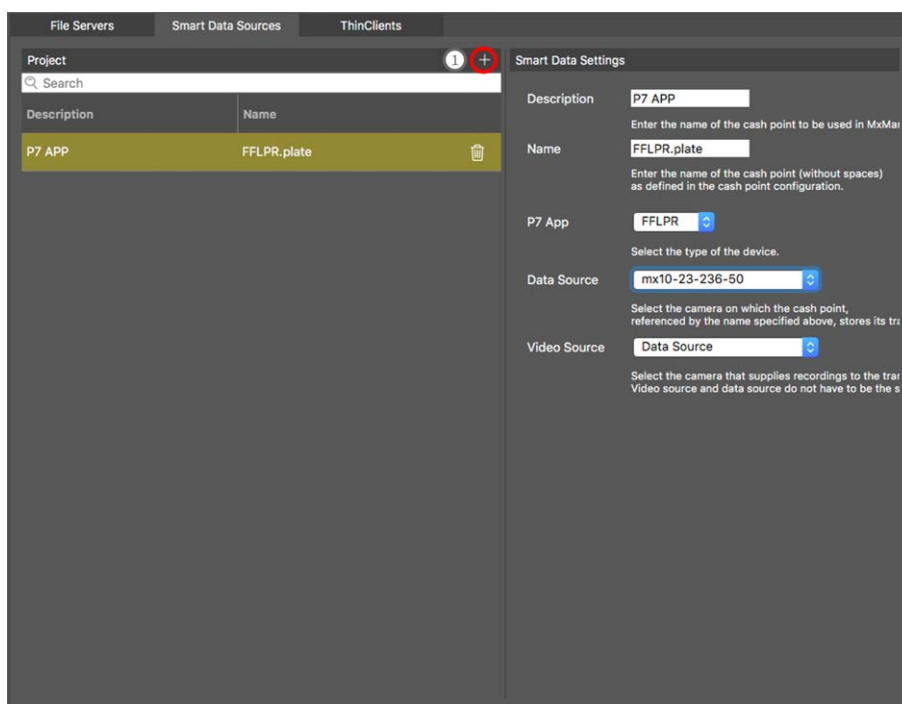 File Servers
Smart Data Sources
ThinClients
Project
1
Search
Description
Name
P7 APP
FFLPR.plate
Smart Data Settings
Description
P7 APP
Enter the name of the cash point to be used in MxMa
Name
FFLPR.plate
Enter the name of the cash point (without spaces)
as defined in the cash point configuration.
P7 App
FFLPR
Select the type of the device.
Data Source
mx10-23-236-50
Select the camera on which the cash point,
referenced by the name specified above, stores its tra
Video Source
Data Source
Select the camera that supplies recordings to the tra
Video source and data source do not have to be the s